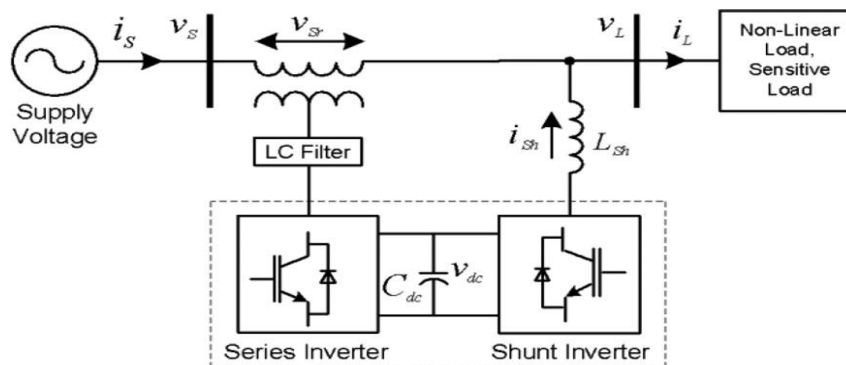 i_S
v_S
v_Sr
v_L
i_L
Non-Linear
Load,
Sensitive
Load
Supply
Voltage
LC Filter
i_Sh
L_Sh
C_dc
v_dc
Series Inverter
Shunt Inverter